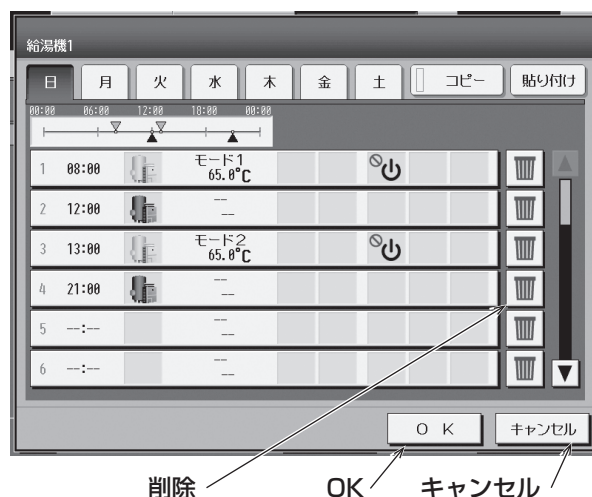 給湯機1
日 月 火 水 木 金 土 コピー 貼り付け
00:00 06:00 12:00 18:00 00:00
1 08:00 モード1 65.0℃
2 12:00 -- --
3 13:00 モード2 65.0℃
4 21:00 -- --
5 --:-- -- --
6 --:-- -- --
OK キャンセル
削除 OK キャンセル